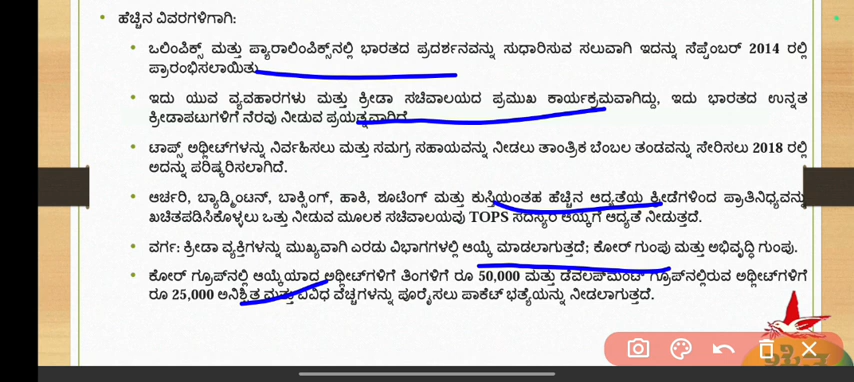 ಹೆಚ್ಚಿನ ವಿವರಗಳಿಗಾಗಿ:
ಒಲಿಂಪಿಕ್ಸ್ ಮತ್ತು ಪ್ಯಾರಾಲಿಂಪಿಕ್ಸ್‌ನಲ್ಲಿ ಭಾರತದ ಪ್ರದರ್ಶನವನ್ನು ಸುಧಾರಿಸುವ ಸಲುವಾಗಿ ಇದನ್ನು ಸೆಪ್ಟೆಂಬರ್ 2014 ರಲ್ಲಿ
ಪ್ರಾರಂಭಿಸಲಾಯಿತು
ಇದು ಯುವ ವ್ಯವಹಾರಗಳು ಮತ್ತು ಕ್ರೀಡಾ ಸಚಿವಾಲಯದ ಪ್ರಮುಖ ಕಾರ್ಯಕ್ರಮವಾಗಿದ್ದು, ಇದು ಭಾರತದ ಉನ್ನತ
ಕ್ರೀಡಾಪಟುಗಳಿಗೆ ನೆರವು ನೀಡುವ ಪ್ರಯತ್ನವಾಗಿದೆ
ಟಾಪ್ಸ್ ಅಥ್ಲೀಟ್‌ಗಳನ್ನು ನಿರ್ವಹಿಸಲು ಮತ್ತು ಸಮಗ್ರ ಸಹಾಯವನ್ನು ನೀಡಲು ತಾಂತ್ರಿಕ ಬೆಂಬಲ ತಂಡವನ್ನು ಸೇರಿಸಲು 2018 ರಲ್ಲಿ
ಅದನ್ನು ಪರಿಷ್ಕರಿಸಲಾಗಿದೆ.
ಆರ್ಚರಿ, ಬ್ಯಾಡ್ಮಿಂಟನ್, ಬಾಕ್ಸಿಂಗ್, ಹಾಕಿ, ಶೂಟಿಂಗ್ ಮತ್ತು ಕುಸ್ತಿಯಂತಹ ಹೆಚ್ಚಿನ ಆದ್ಯತೆಯ ಕ್ರೀಡೆಗಳಿಂದ ಪ್ರಾತಿನಿಧ್ಯವನ್ನು
ಖಚಿತಪಡಿಸಿಕೊಳ್ಳಲು ಒತ್ತು ನೀಡುವ ಮೂಲಕ ಸಚಿವಾಲಯವು TOPS ಸದಸ್ಯರ ಆಯ್ಕೆಗೆ ಆದ್ಯತೆ ನೀಡುತ್ತದೆ.
ವರ್ಗ: ಕ್ರೀಡಾ ವ್ಯಕ್ತಿಗಳನ್ನು ಮುಖ್ಯವಾಗಿ ಎರಡು ವಿಭಾಗಗಳಲ್ಲಿ ಆಯ್ಕೆ ಮಾಡಲಾಗುತ್ತದೆ; ಕೋರ್ ಗುಂಪು ಮತ್ತು ಅಭಿವೃದ್ಧಿ ಗುಂಪು.
ಕೋರ್ ಗ್ರೂಪ್‌ನಲ್ಲಿ ಆಯ್ಕೆಯಾದ ಅಥ್ಲೀಟ್‌ಗಳಿಗೆ ತಿಂಗಳಿಗೆ ರೂ 50,000 ಮತ್ತು ಡೆವಲಪ್‌ಮೆಂಟ್ ಗ್ರೂಪ್‌ನಲ್ಲಿರುವ ಅಥ್ಲೀಟ್‌ಗಳಿಗೆ
ರೂ 25,000 ಅನಿಶ್ಚಿತ ಮತ್ತು ವಿವಿಧ ವೆಚ್ಚಗಳನ್ನು ಪೂರೈಸಲು ಪಾಕೆಟ್ ಭತ್ಯೆಯನ್ನು ನೀಡಲಾಗುತ್ತದೆ.